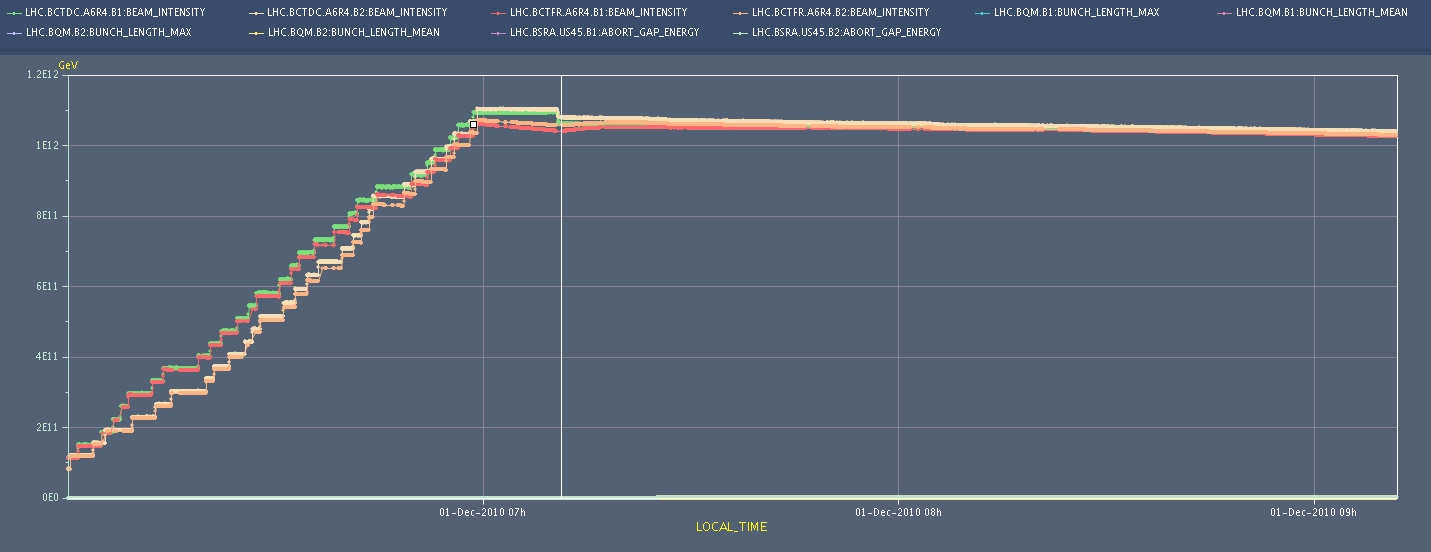 LHC.BCTDC.A6R4.B1:BEAM_INTENSITY LHC.BCTDC.A6R4.B2:BEAM_INTENSITY LHC.BCTFR.A6R4.B1:BEAM_INTENSITY LHC.BCTFR.A6R4.B2:BEAM_INTENSITY LHC.BQM.B1:BUNCH_LENGTH_MAX LHC.BQM.B1:BUNCH_LENGTH_MEAN
LHC.BQM.B2:BUNCH_LENGTH_MAX LHC.BQM.B2:BUNCH_LENGTH_MEAN LHC.BSRA.US45.B1:ABORT_GAP_ENERGY LHC.BSRA.US45.B2:ABORT_GAP_ENERGY
GeV
1.2E12
1E12
8E11
6E11
4E11
2E11
0E0
01-Dec-2010 07h 01-Dec-2010 08h 01-Dec-2010 09h
LOCAL_TIME